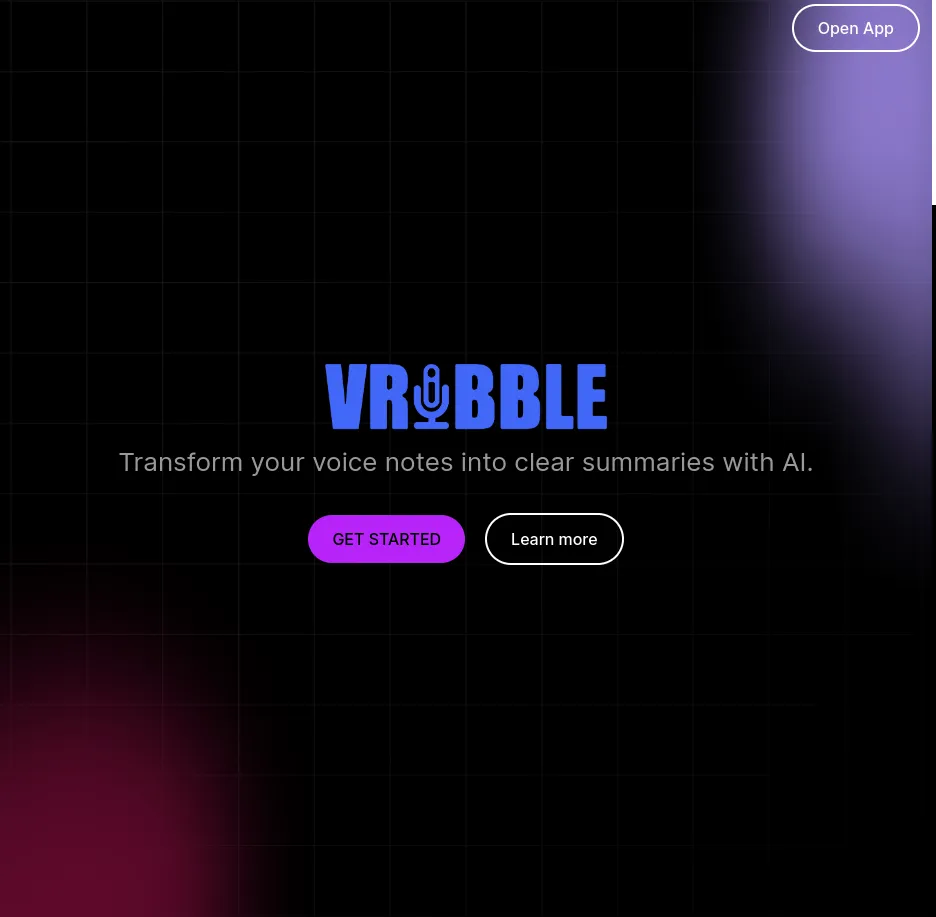 Open App
VRIBBLE
Transform your voice notes into clear summaries with AI.
GET STARTED
Learn more